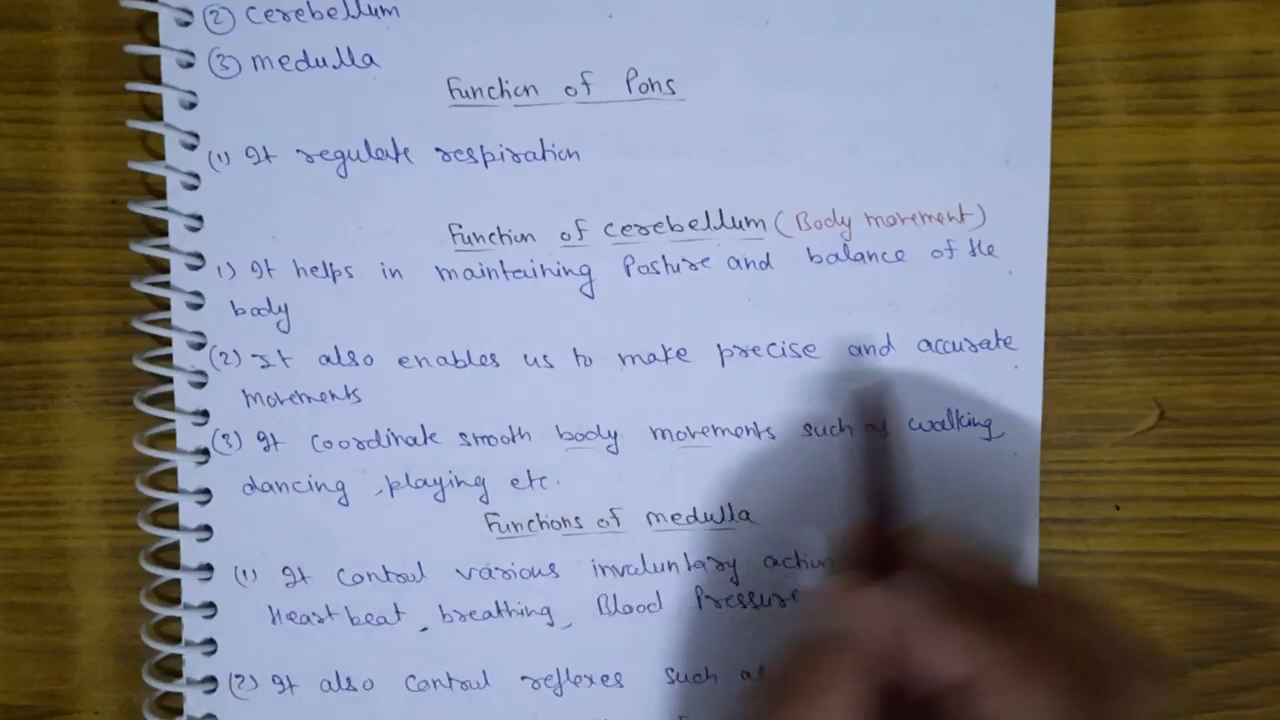 ② cerebellum
③ medulla
Function of Pons
(1) It regulate respiration
Function of cerebellum (Body movement)
1) It helps in maintaining Posture and balance of the
body
(2) It also enables us to make precise and accurate
movements
(3) It coordinate smooth body movements such as walking,
dancing, playing etc.
Functions of medulla
(1) It control various involuntary
Heartbeat, breathing, Blood Pressure
(2) It also control reflexes such as